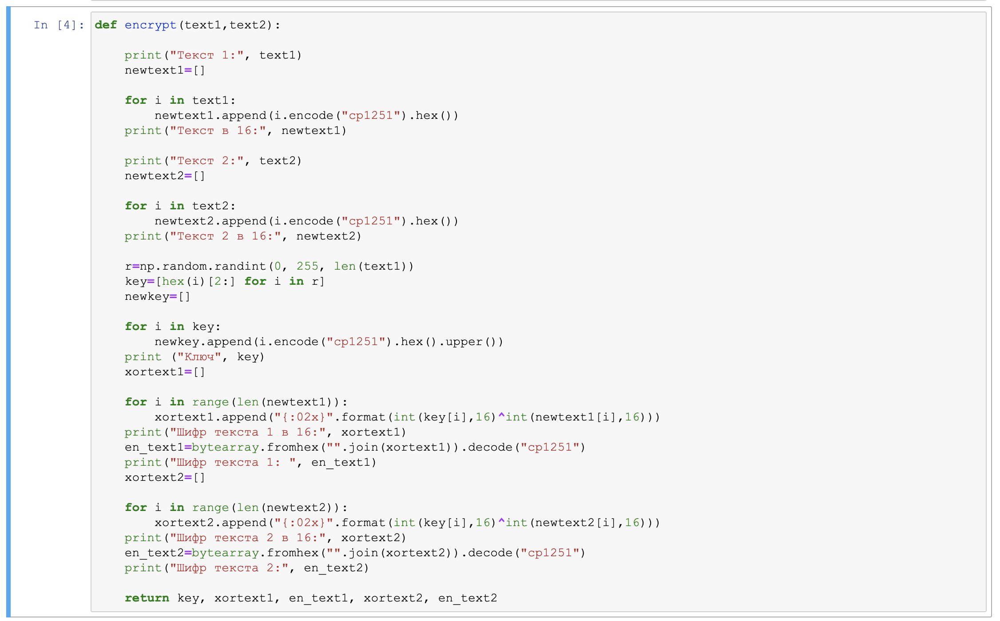 In [4]: def encrypt(text1,text2):
print("Текст 1:", text1)
newtext1=[]
for i in text1:
newtext1.append(i.encode("cp1251").hex())
print("Текст в 16:", newtext1)
print("Текст 2:", text2)
newtext2=[]
for i in text2:
newtext2.append(i.encode("cp1251").hex())
print("Текст 2 в 16:", newtext2)
r=np.random.randint(0, 255, len(text1))
key=[hex(i)[2:] for i in r]
newkey=[]
for i in key:
newkey.append(i.encode("cp1251").hex().upper())
print ("Ключ", key)
xortext1=[]
for i in range(len(newtext1)):
xortext1.append("{:02x}".format(int(key[i],16)^int(newtext1[i],16)))
print("Шифр текста 1 в 16:", xortext1)
en_text1=bytearray.fromhex("".join(xortext1)).decode("cp1251")
print("Шифр текста 1: ", en_text1)
xortext2=[]
for i in range(len(newtext2)):
xortext2.append("{:02x}".format(int(key[i],16)^int(newtext2[i],16)))
print("Шифр текста 2 в 16:", xortext2)
en_text2=bytearray.fromhex("".join(xortext2)).decode("cp1251")
print("Шифр текста 2:", en_text2)
return key, xortext1, en_text1, xortext2, en_text2